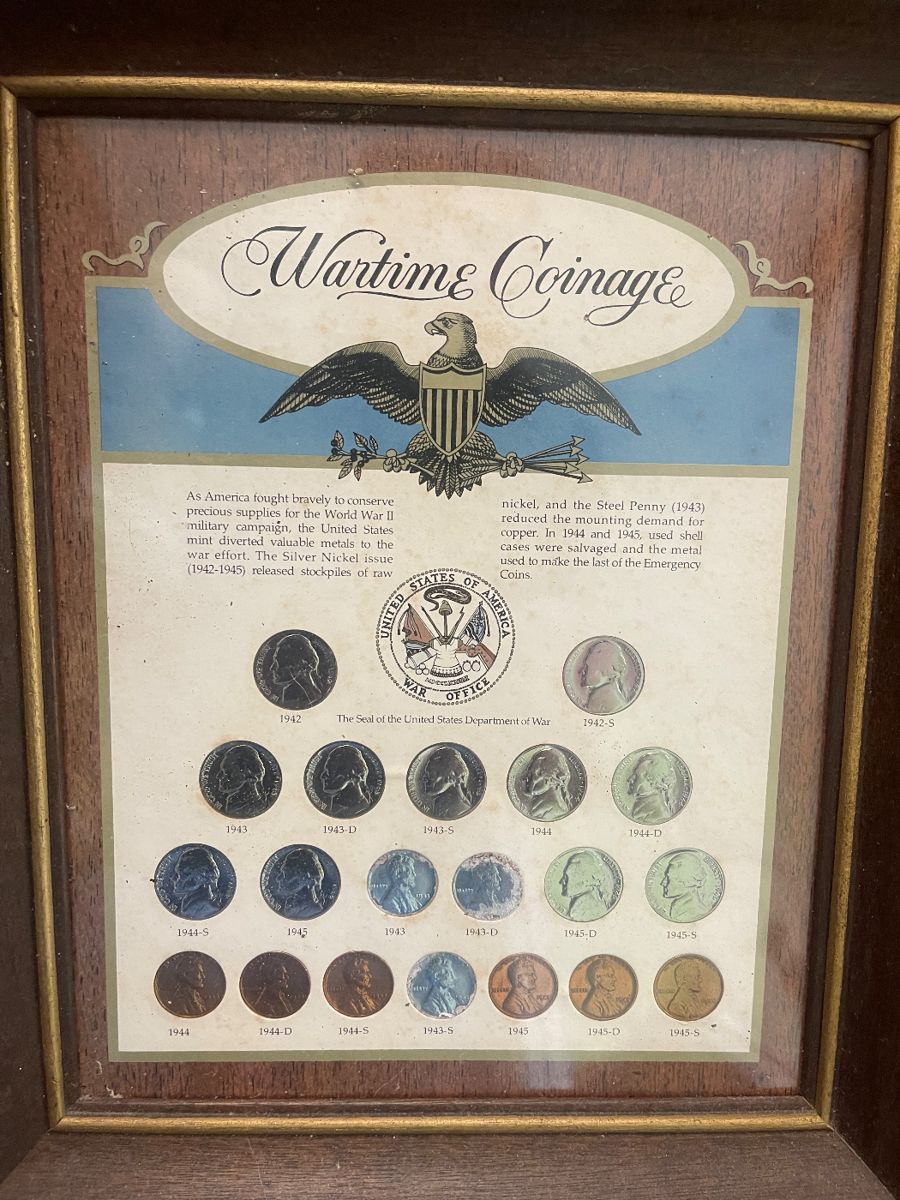 Wartime Coinage
As America fought bravely to conserve
precious supplies for the World War II
military campaign, the United States
mint diverted valuable metals to the
war effort. The Silver Nickel issue
(1942-1945) released stockpiles of raw
nickel, and the Steel Penny (1943)
reduced the mounting demand for
copper. In 1944 and 1945, used shell
cases were salvaged and the metal
used to make the last of the Emergency
Coins.
UNITED STATES OF AMERICA
WAR OFFICE
1942
The Seal of the United States Department of War
1942-S
1943
1943-D
1943-S
1944
1944-D
1944-S
1945
1943
1943-D
1945-D
1945-S
1944
1944-D
1944-S
1943-S
1945
1945-D
1945-S